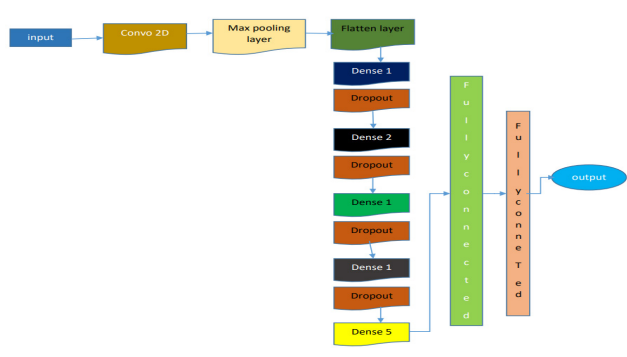 input
Convo 2D
Max pooling
layer
Flatten layer
Dense 1
Dropout
Dense 2
Dropout
Dense 1
Dropout
Dense 1
Dropout
Dense 5
F
u
l
l
y
c
o
n
n
e
c
t
e
d
F
u
l
l
y
c
o
n
n
e
T
e
d
output